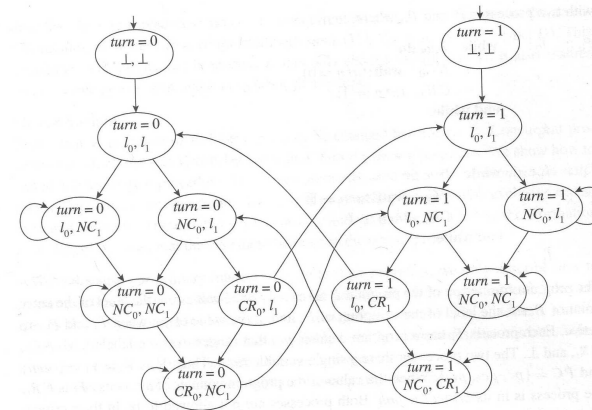 turn = 0
⊥, ⊥
turn = 1
⊥, ⊥
turn = 0
l₀, l₁
turn = 1
l₀, l₁
turn = 0
l₀, NC₁
turn = 0
NC₀, l₁
turn = 1
l₀, NC₁
turn = 1
NC₀, l₁
turn = 0
NC₀, NC₁
turn = 0
CR₀, l₁
turn = 1
l₀, CR₁
turn = 1
NC₀, NC₁
turn = 0
CR₀, NC₁
turn = 1
NC₀, CR₁